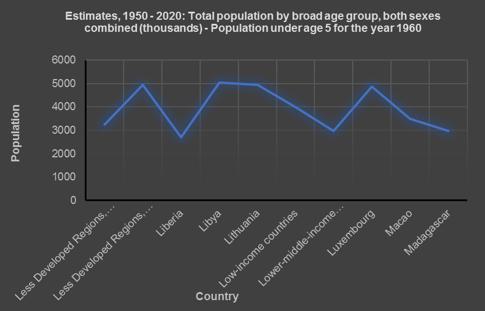 Estimates, 1950 - 2020: Total population by broad age group, both sexes
combined (thousands) - Population under age 5 for the year 1960
6000
5000
4000
3000
2000
1000
0
Population
Less Developed Regions,...
Less Developed Regions,...
Liberia
Libya
Lithuania
Low-income countries
Lower-middle-income...
Luxembourg
Macao
Madagascar
Country